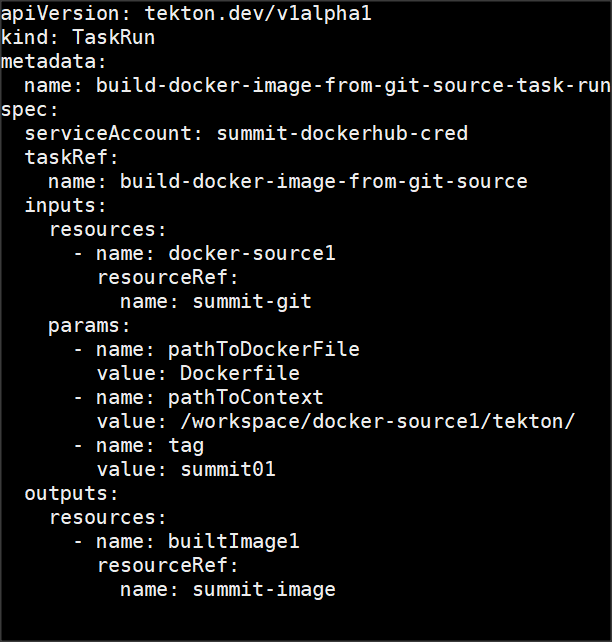 apiVersion: tekton.dev/v1alpha1
kind: TaskRun
metadata:
  name: build-docker-image-from-git-source-task-run
spec:
  serviceAccount: summit-dockerhub-cred
  taskRef:
    name: build-docker-image-from-git-source
  inputs:
    resources:
      - name: docker-source1
        resourceRef:
          name: summit-git
    params:
      - name: pathToDockerFile
        value: Dockerfile
      - name: pathToContext
        value: /workspace/docker-source1/tekton/
      - name: tag
        value: summit01
  outputs:
    resources:
      - name: builtImage1
        resourceRef:
          name: summit-image